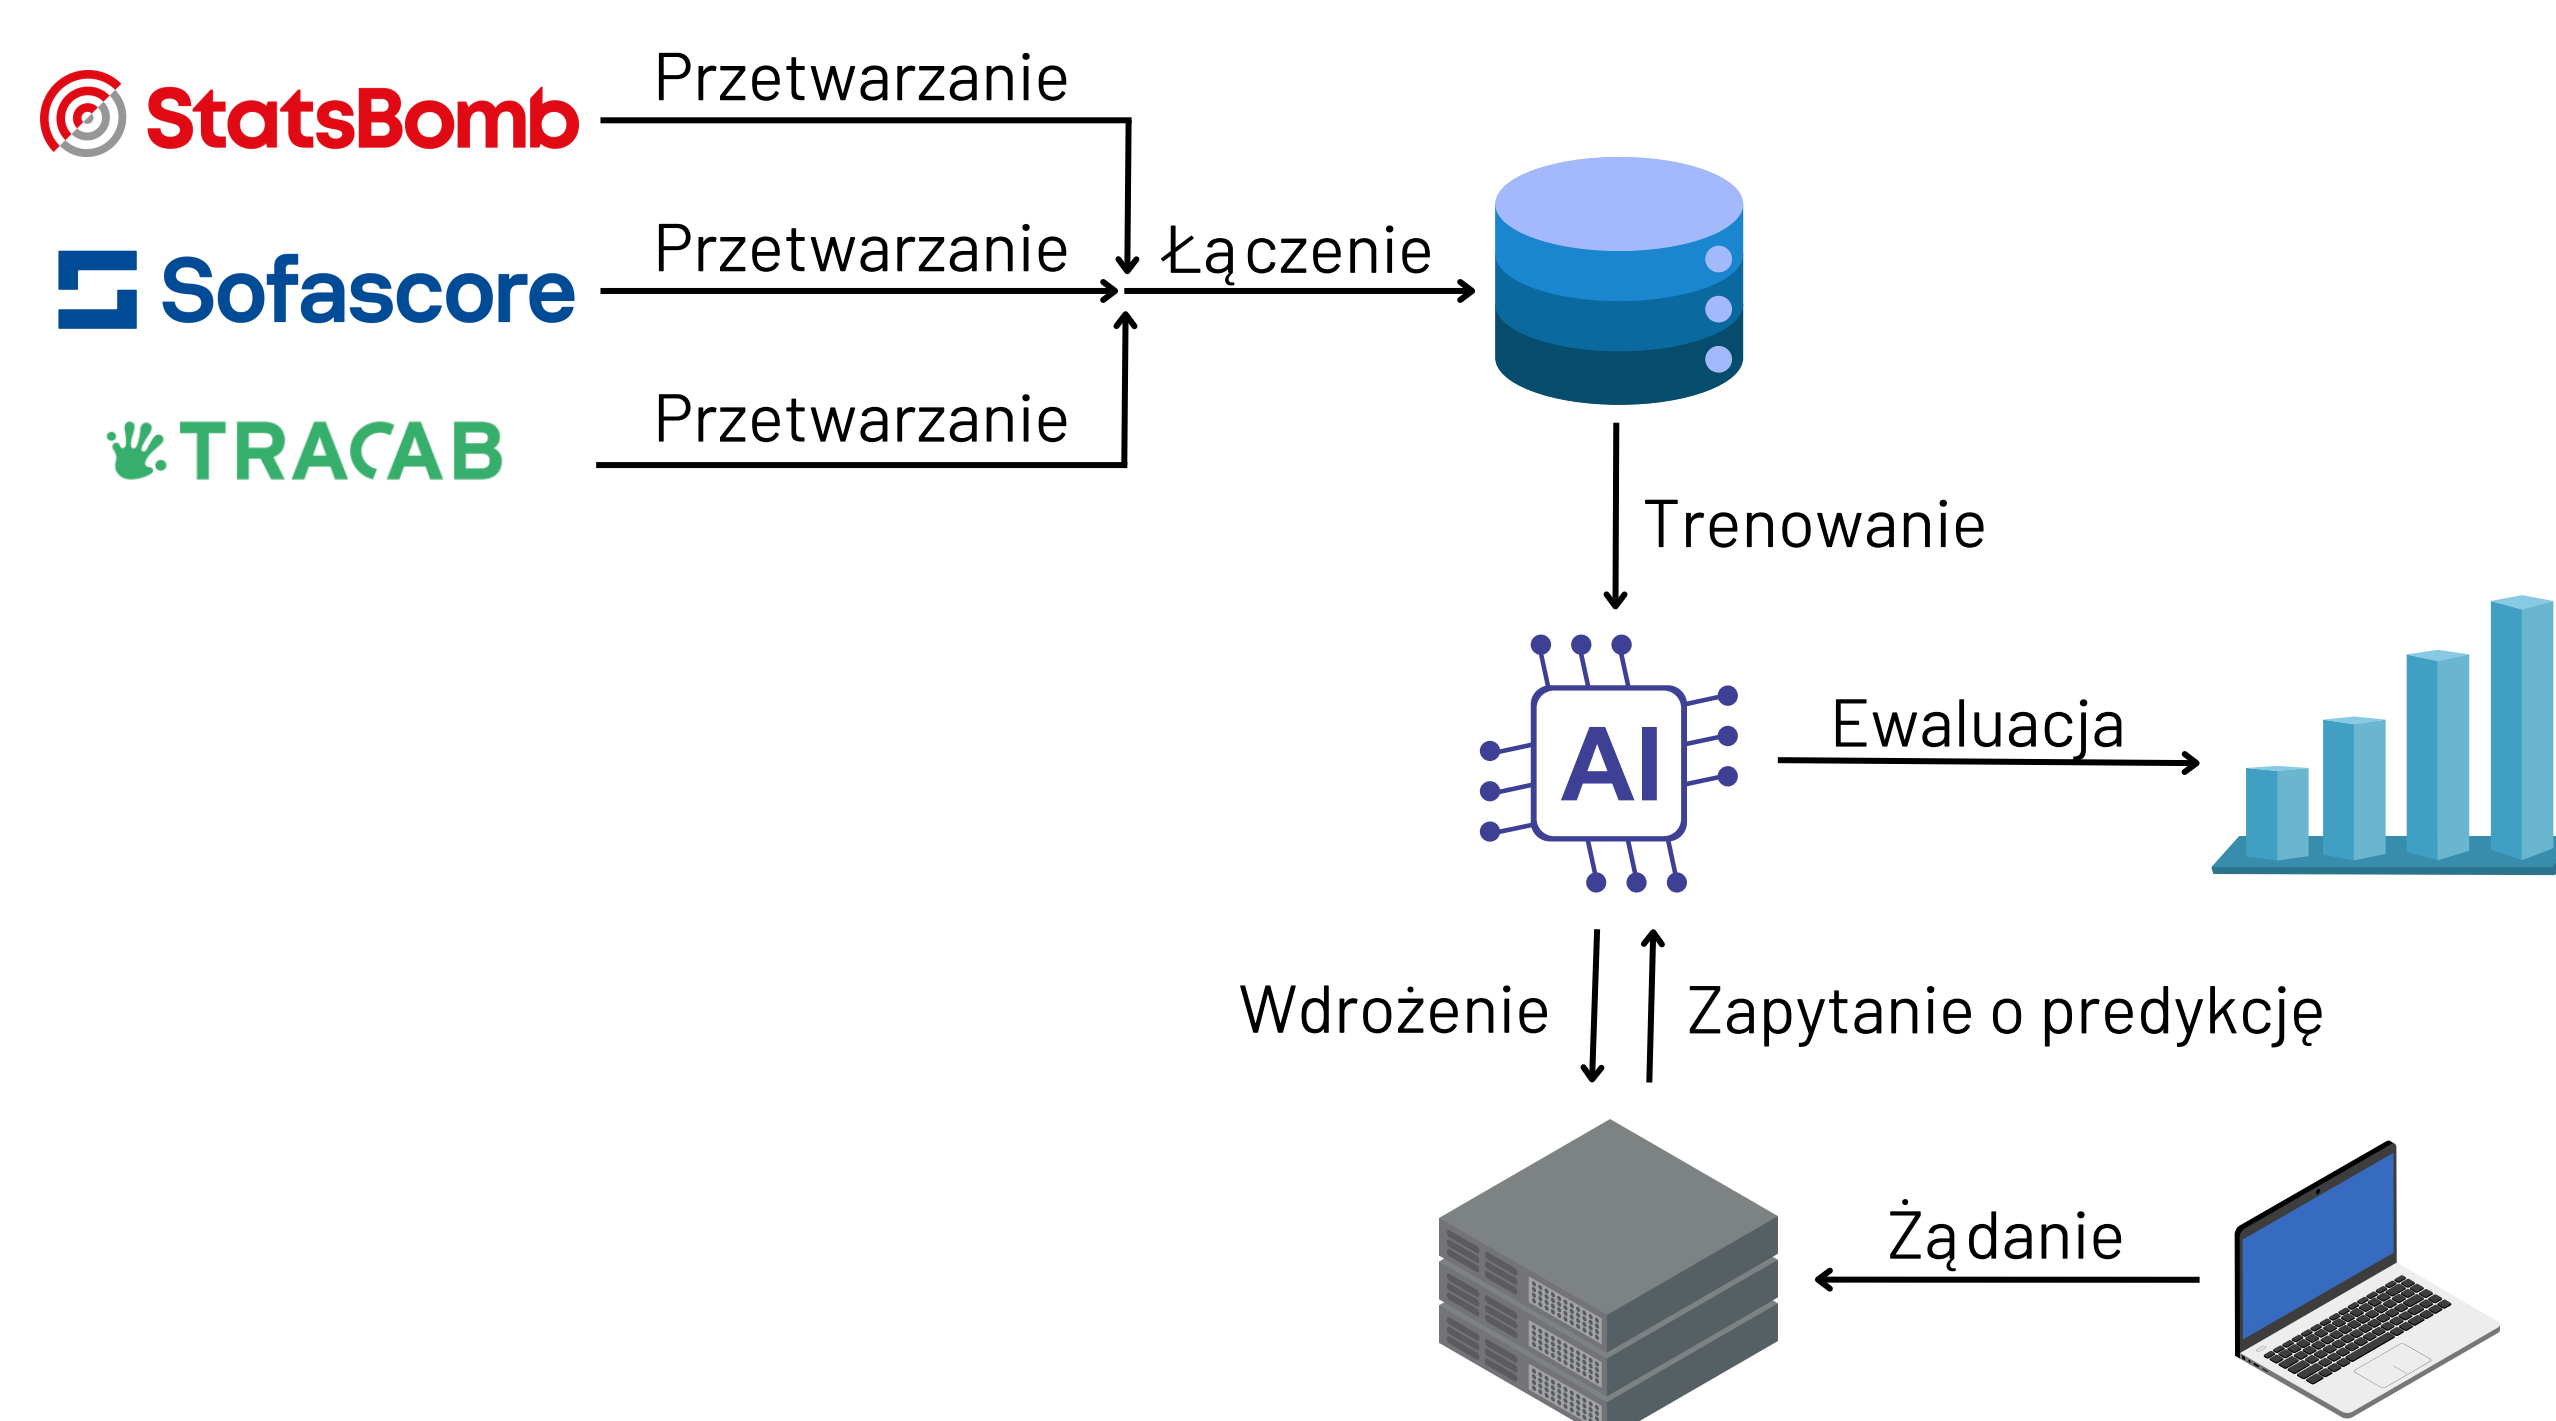 StatsBomb
Przetwarzanie
Sofascore
Przetwarzanie
Łączenie
TRACAB
Przetwarzanie
Trenowanie
AI
Ewaluacja
Wdrożenie
Zapytanie o predykcję
Żądanie